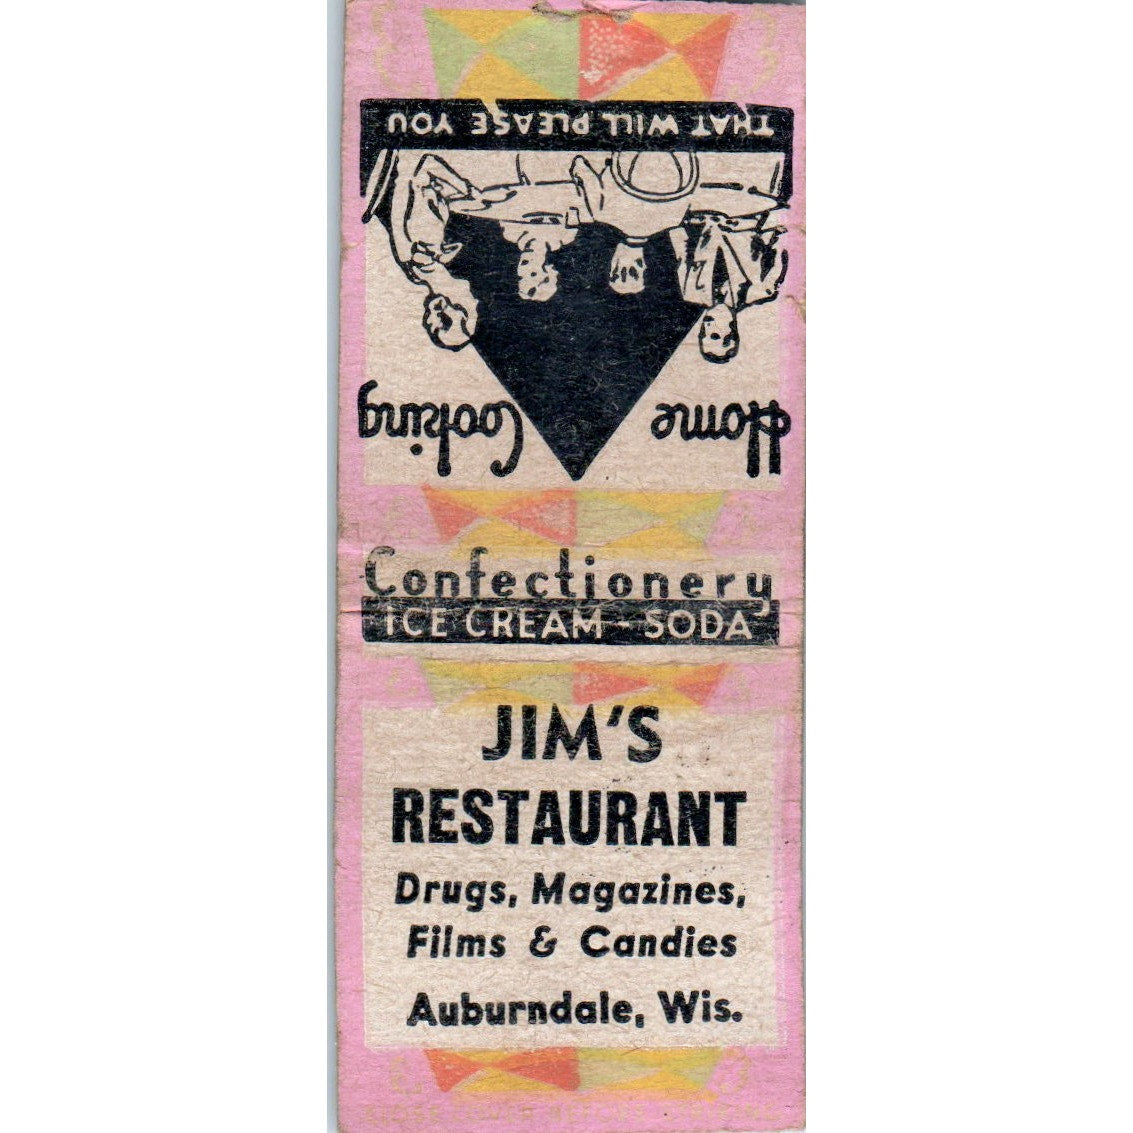 THAT WILL PLEASE YOU
Home Cooking
Confectionery
ICE CREAM - SODA
JIM'S
RESTAURANT
Drugs, Magazines,
Films & Candies
Auburndale, Wis.